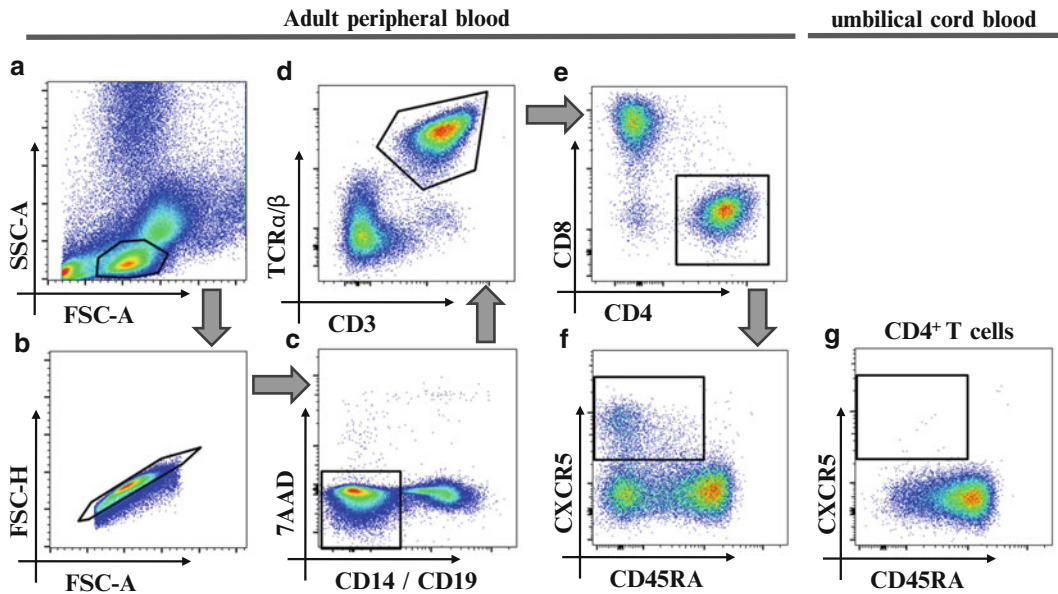 Adult peripheral blood
umbilical cord blood
a
SSC-A
FSC-A
d
TCRα/β
CD3
e
CD8
CD4
b
FSC-H
FSC-A
c
7AAD
CD14 / CD19
f
CXCR5
CD45RA
g
CD4⁺ T cells
CXCR5
CD45RA